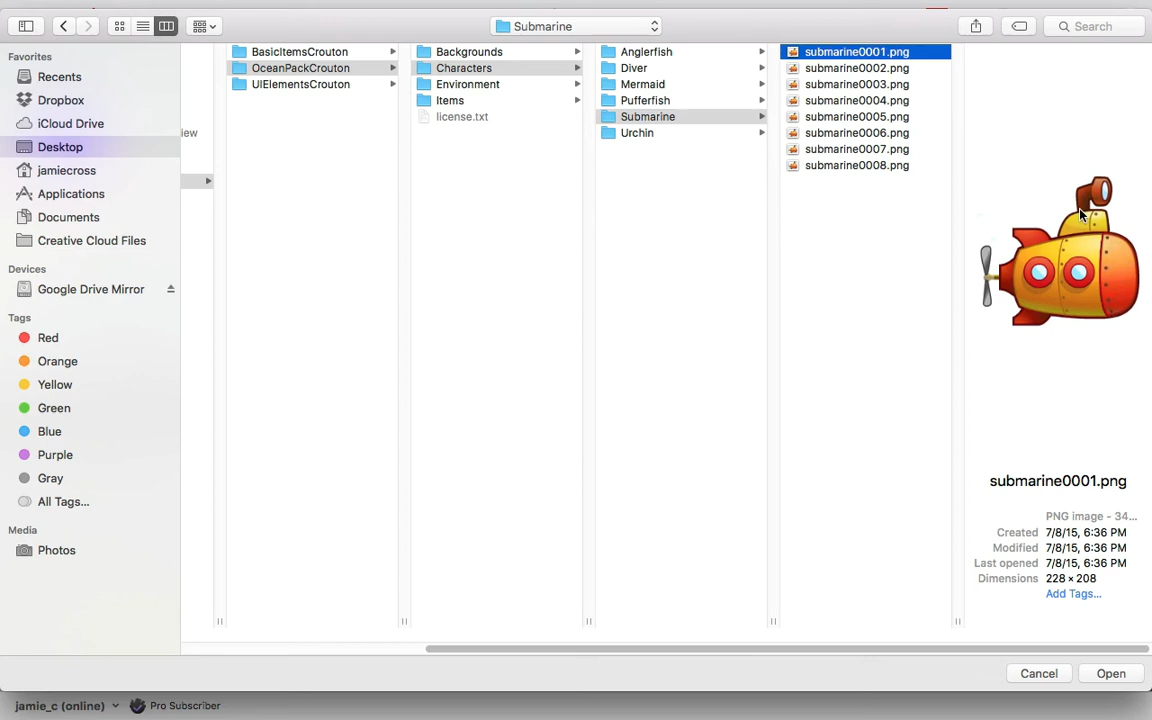 Submarine
Search
Favorites
Recents
Dropbox
iCloud Drive
Desktop
jamiecross
Applications
Documents
Creative Cloud Files
Devices
Google Drive Mirror
Tags
Red
Orange
Yellow
Green
Blue
Purple
Gray
All Tags...
Media
Photos
iew
BasicItemsCrouton
OceanPackCrouton
UIElementsCrouton
Backgrounds
Characters
Environment
Items
license.txt
Anglerfish
Diver
Mermaid
Pufferfish
Submarine
Urchin
submarine0001.png
submarine0002.png
submarine0003.png
submarine0004.png
submarine0005.png
submarine0006.png
submarine0007.png
submarine0008.png
submarine0001.png
PNG image - 34...
Created 7/8/15, 6:36 PM
Modified 7/8/15, 6:36 PM
Last opened 7/8/15, 6:36 PM
Dimensions 228 × 208
Add Tags...
Cancel
Open
jamie_c (online)
Pro Subscriber